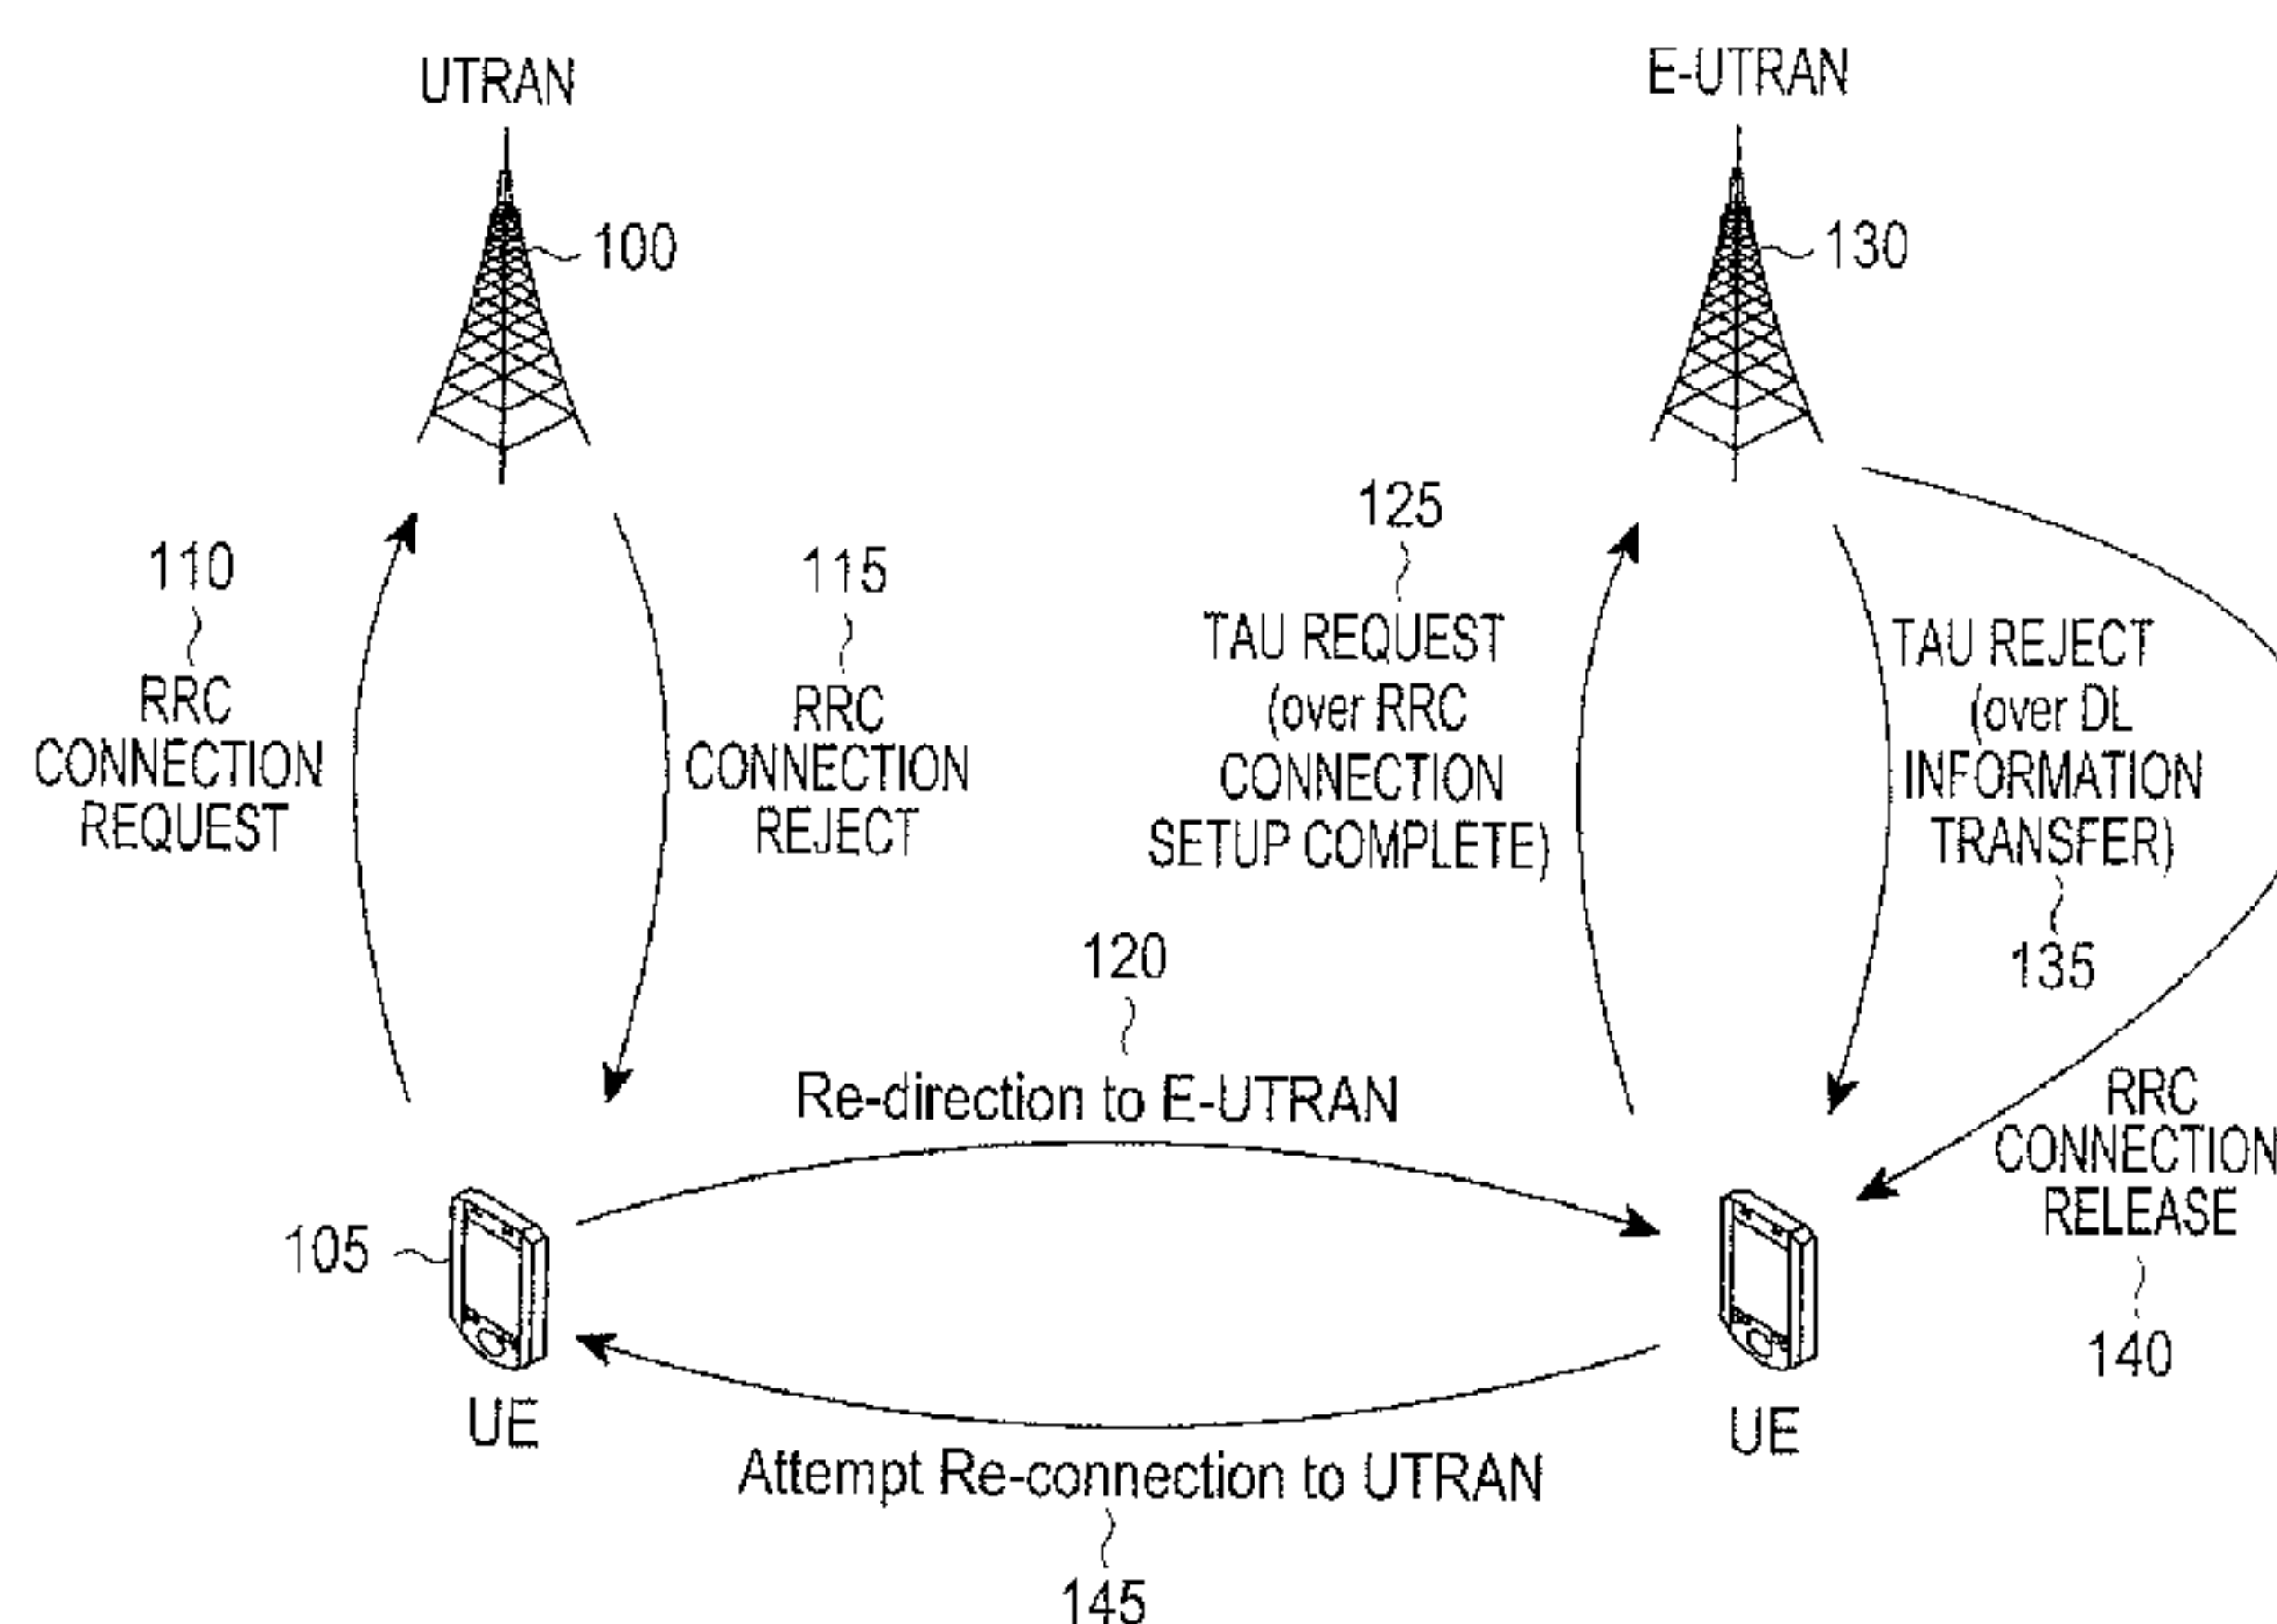 UTRAN
E-UTRAN
100
130
110
RRC
CONNECTION
REQUEST
115
RRC
CONNECTION
REJECT
125
TAU REQUEST
(over RRC
CONNECTION
SETUP COMPLETE)
TAU REJECT
(over DL
INFORMATION
TRANSFER)
135
120
Re-direction to E-UTRAN
RRC
CONNECTION
RELEASE
140
105
UE
UE
Attempt Re-connection to UTRAN
145